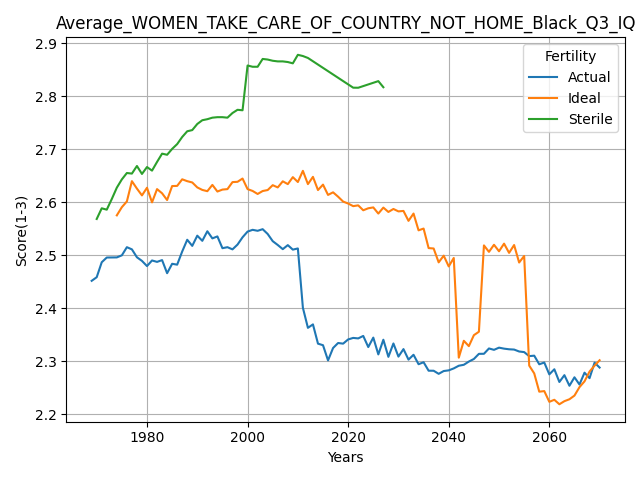 Average_WOMEN_TAKE_CARE_OF_COUNTRY_NOT_HOME_Black_Q3_IQ
Fertility
Actual
Ideal
Sterile
Score(1-3)
2.9
2.8
2.7
2.6
2.5
2.4
2.3
2.2
1980 2000 2020 2040 2060
Years